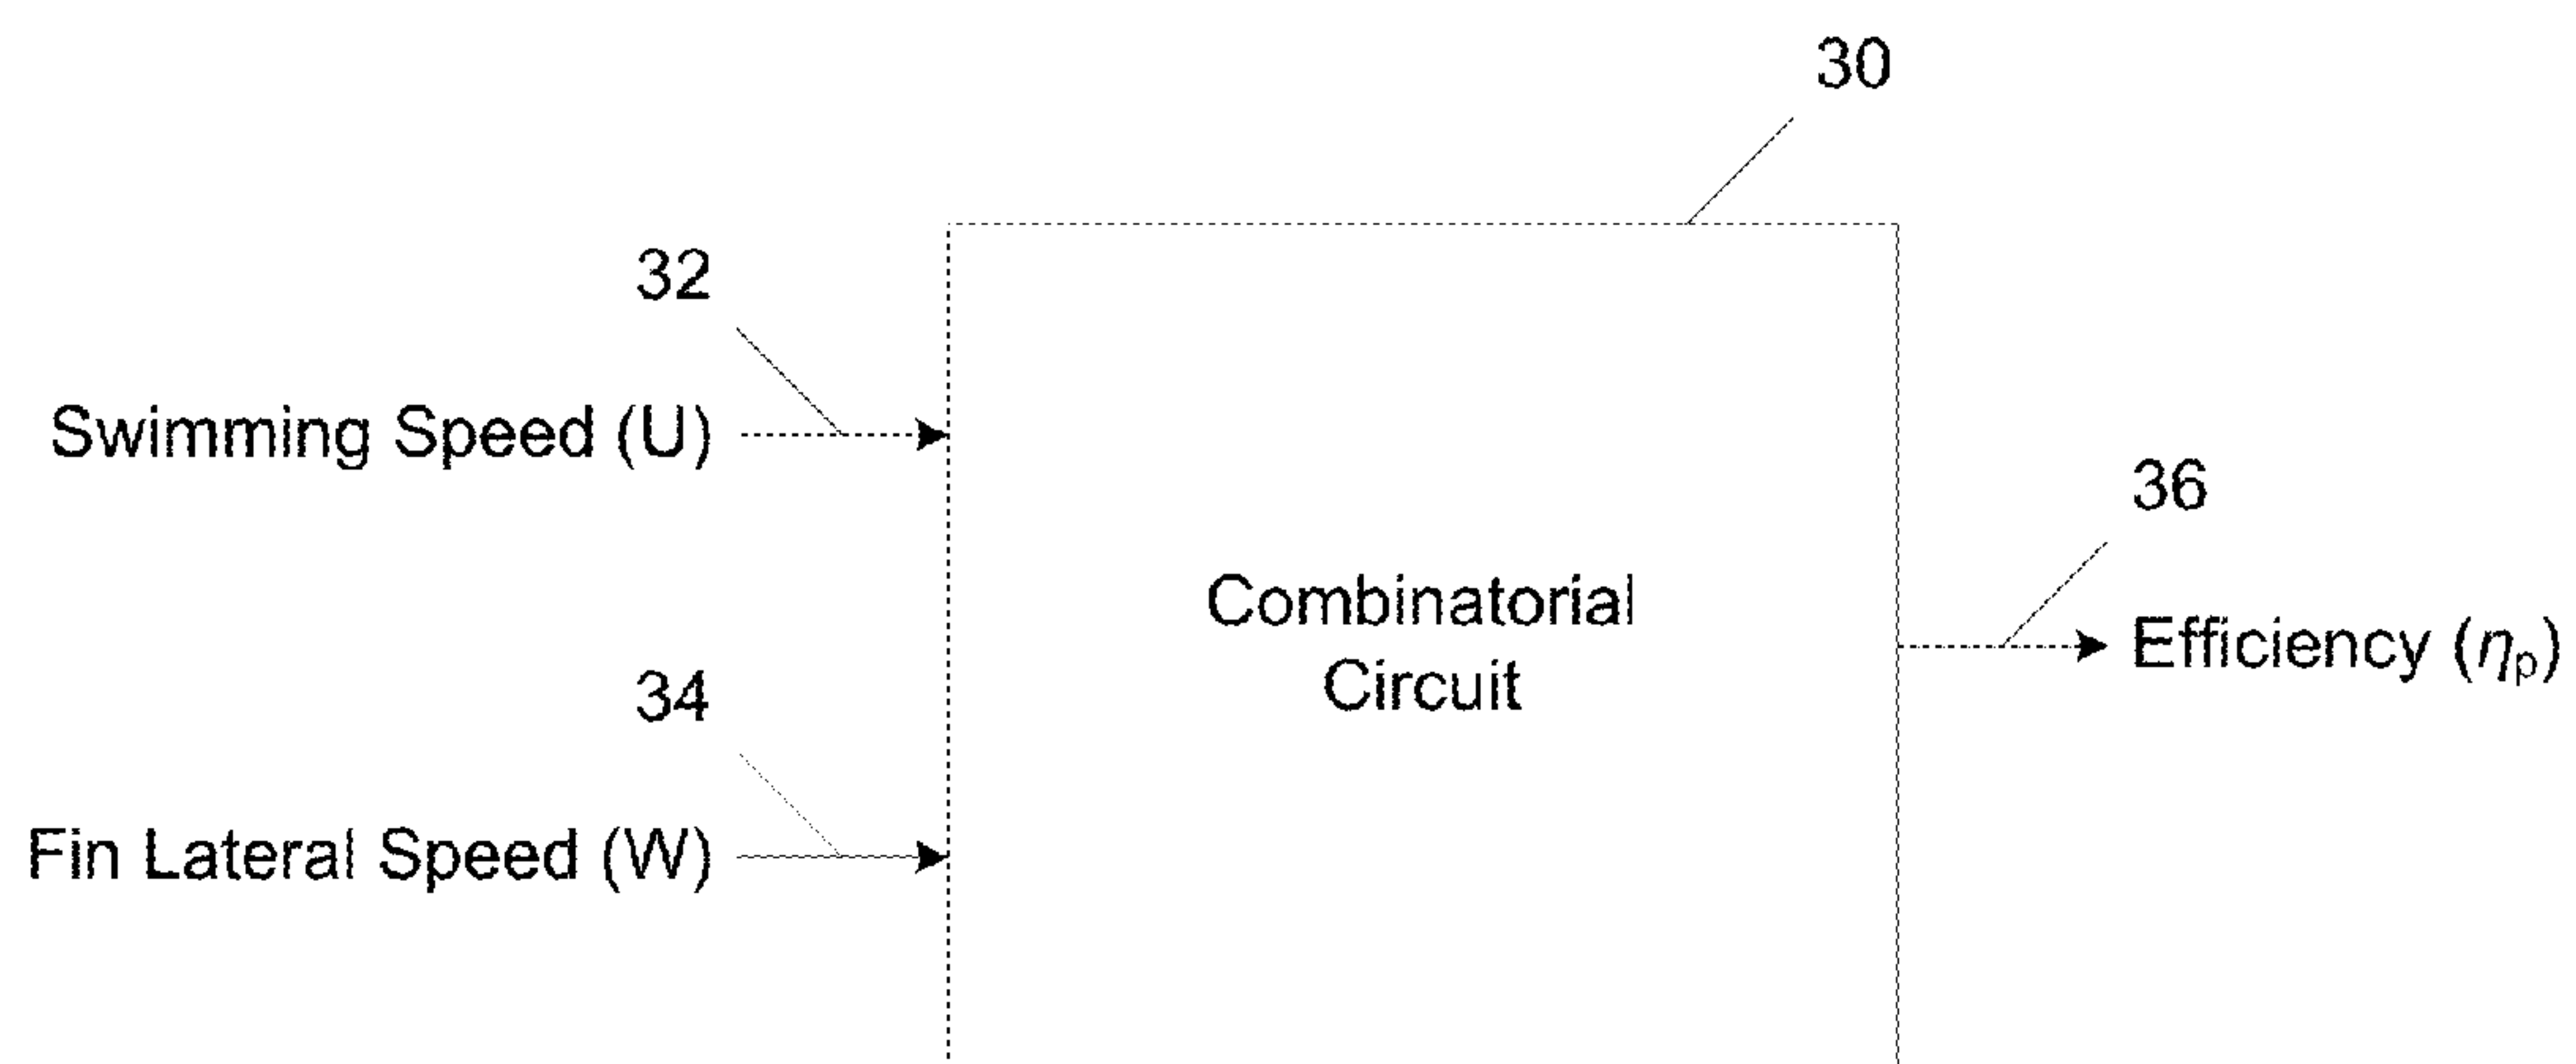 30
32
Swimming Speed (U)
36
Combinatorial
Efficiency (ηp)
34
Circuit
Fin Lateral Speed (W)